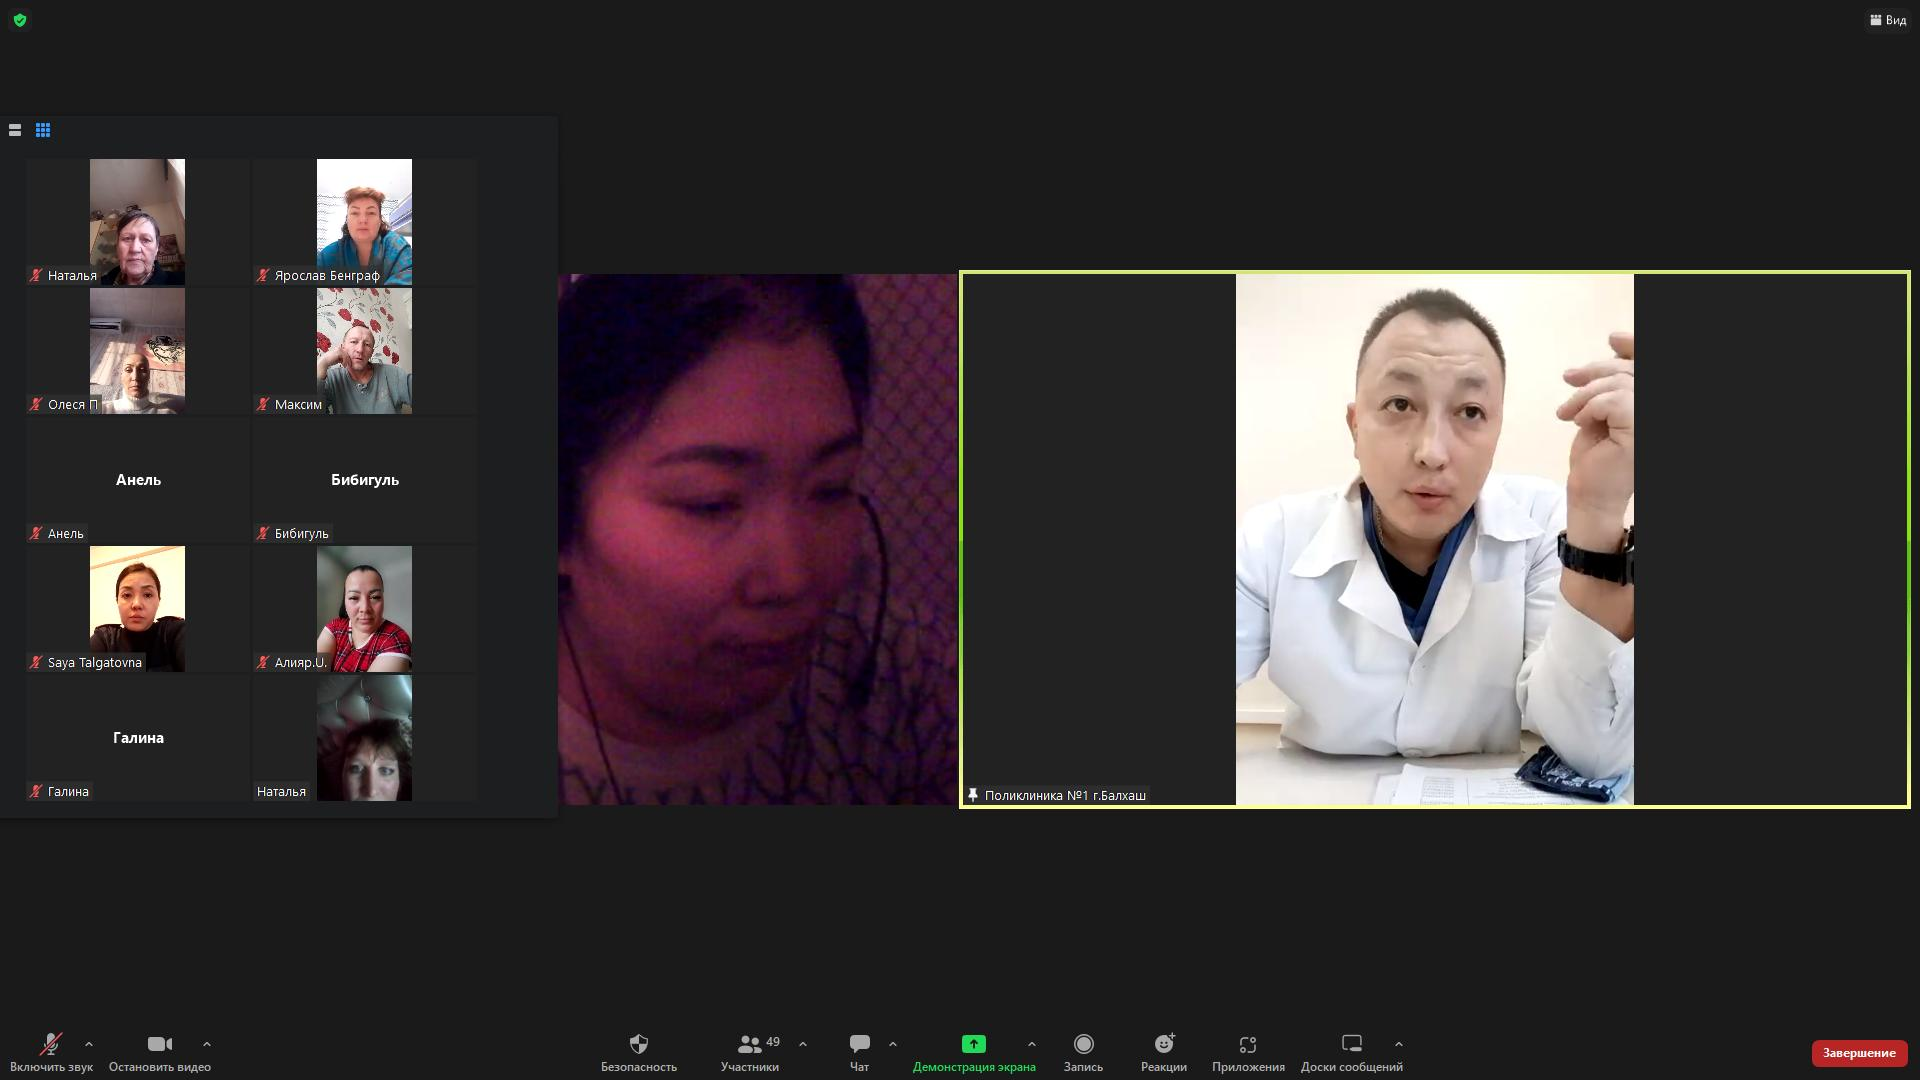 Вид
Наталья
Ярослав Бенграф
Олеся П
Максим
Анель
Бибигуль
Анель
Бибигуль
Saya Talgatovna
Алияр.U.
Галина
Галина
Наталья
Поликлиника №1 г.Балхаш
Включить звук
Остановить видео
Безопасность
49
Участники
Чат
Демонстрация экрана
Запись
Реакции
Приложения
Доски сообщений
Завершение